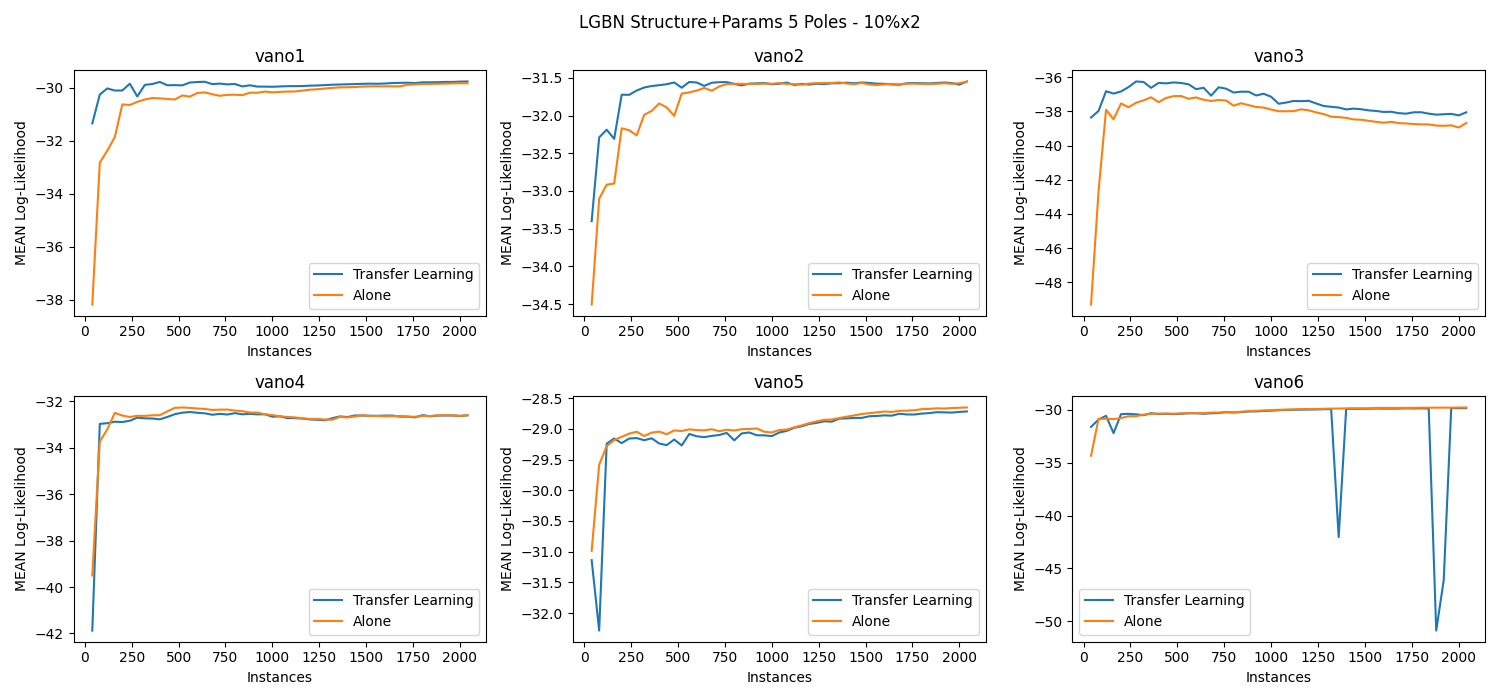 LGBN Structure+Params 5 Poles - 10%x2
vano1
MEAN Log-Likelihood
−30
−32
−34
−36
−38
0 250 500 750 1000 1250 1500 1750 2000
Instances
Transfer Learning
Alone
vano2
MEAN Log-Likelihood
−31.5
−32.0
−32.5
−33.0
−33.5
−34.0
−34.5
0 250 500 750 1000 1250 1500 1750 2000
Instances
Transfer Learning
Alone
vano3
MEAN Log-Likelihood
−36
−38
−40
−42
−44
−46
−48
0 250 500 750 1000 1250 1500 1750 2000
Instances
Transfer Learning
Alone
vano4
MEAN Log-Likelihood
−32
−34
−36
−38
−40
−42
0 250 500 750 1000 1250 1500 1750 2000
Instances
Transfer Learning
Alone
vano5
MEAN Log-Likelihood
−28.5
−29.0
−29.5
−30.0
−30.5
−31.0
−31.5
−32.0
0 250 500 750 1000 1250 1500 1750 2000
Instances
Transfer Learning
Alone
vano6
MEAN Log-Likelihood
−30
−35
−40
−45
−50
0 250 500 750 1000 1250 1500 1750 2000
Instances
Transfer Learning
Alone